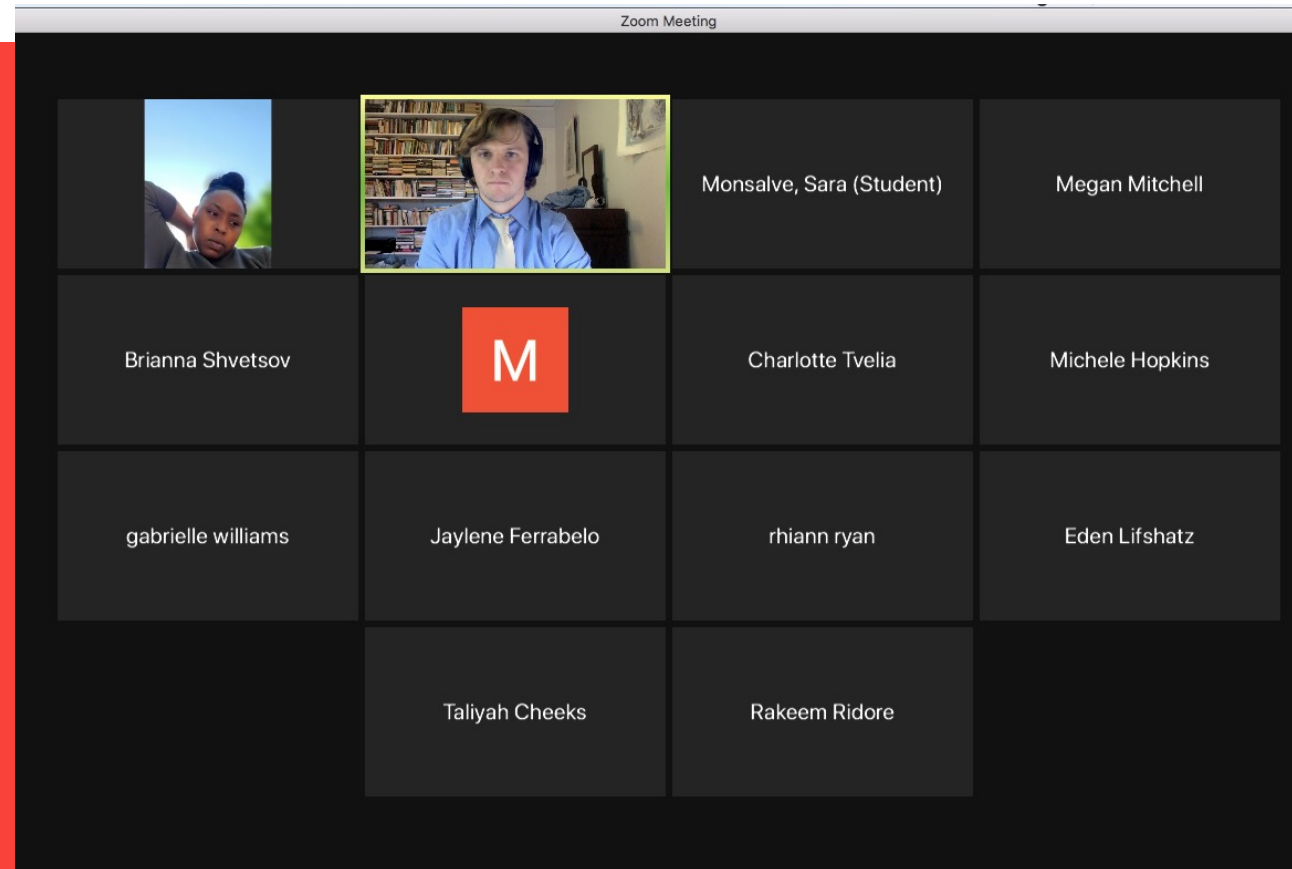 Zoom Meeting
Monsalve, Sara (Student)
Megan Mitchell
Brianna Shvetsov
M
Charlotte Tvelia
Michele Hopkins
gabrielle williams
Jaylene Ferrabelo
rhiann ryan
Eden Lifshatz
Taliyah Cheeks
Rakeem Ridore